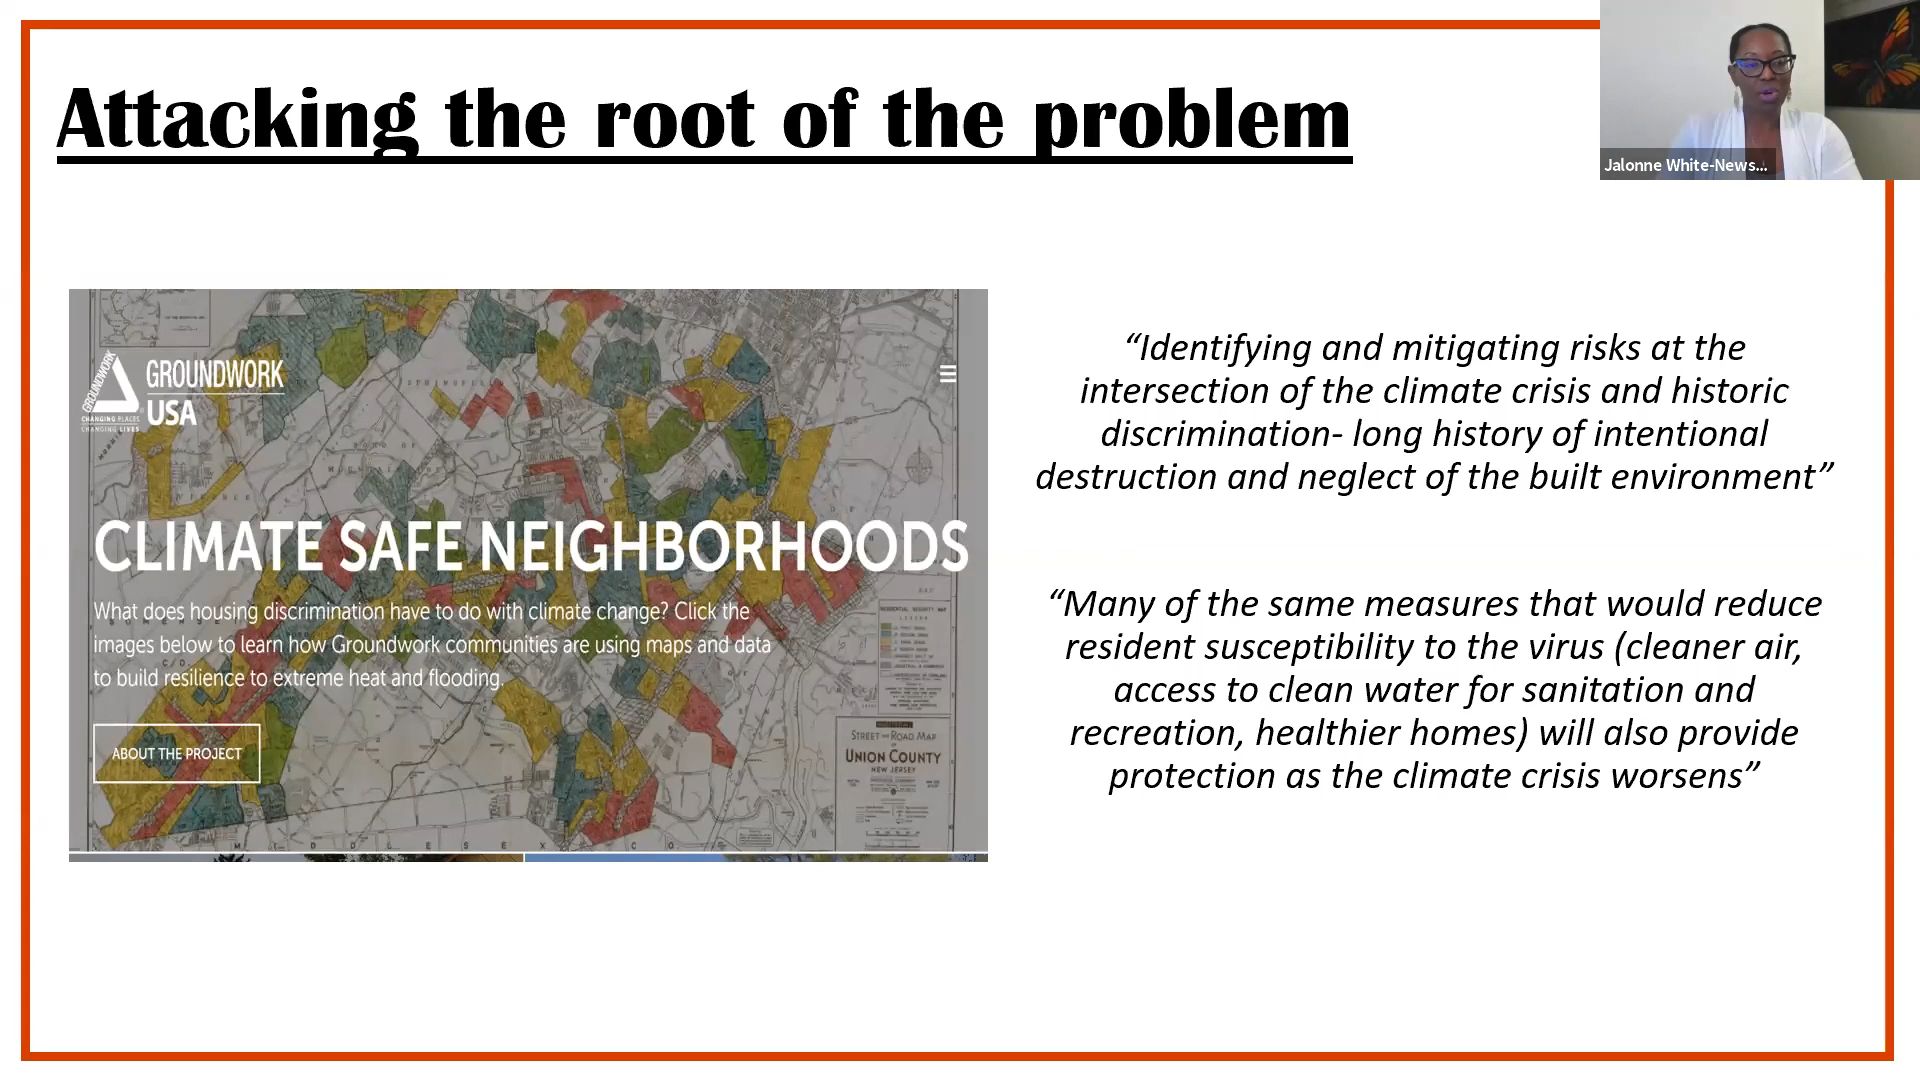 Attacking the root of the problem
Jalonne White-News...
GROUNDWORK
GROUNDWORK
USA
CHANGING PLACES
CHANGING LIVES
CLIMATE SAFE NEIGHBORHOODS
What does housing discrimination have to do with climate change? Click the
images below to learn how Groundwork communities are using maps and data
to build resilience to extreme heat and flooding.
ABOUT THE PROJECT
STREET AND ROAD MAP
UNION COUNTY
NEW JERSEY
MIDDLESEX CO
“Identifying and mitigating risks at the
intersection of the climate crisis and historic
discrimination- long history of intentional
destruction and neglect of the built environment”
“Many of the same measures that would reduce
resident susceptibility to the virus (cleaner air,
access to clean water for sanitation and
recreation, healthier homes) will also provide
protection as the climate crisis worsens”